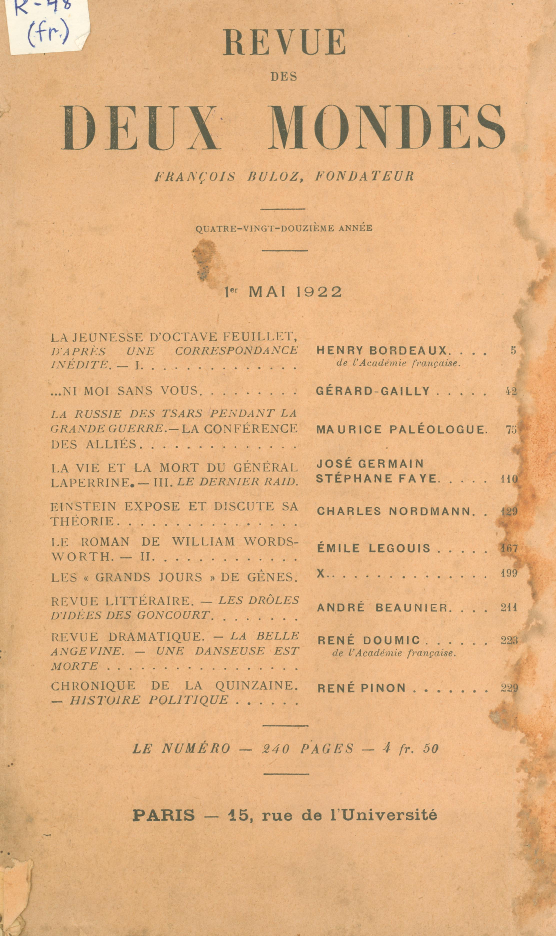 K-48
(fr.)
REVUE
DES
DEUX MONDES
FRANÇOIS BULOZ, FONDATEUR
QUATRE-VINGT-DOUZIÈME ANNÉE
1er MAI 1922
LA JEUNESSE D'OCTAVE FEUILLET,
D'APRÈS UNE CORRESPONDANCE
INÉDITE. — I. . . . . . . . . . . . . . HENRY BORDEAUX. . . . 5
de l'Académie française.
...NI MOI SANS VOUS. . . . . . . . . GÉRARD-GAILLY . . . . . 42
LA RUSSIE DES TSARS PENDANT LA
GRANDE GUERRE.—LA CONFÉRENCE
DES ALLIÉS. . . . . . . . . . . . . . MAURICE PALÉOLOGUE. 75
LA VIE ET LA MORT DU GÉNÉRAL
LAPERRINE. — III. LE DERNIER RAID.
JOSÉ GERMAIN
STÉPHANE FAYE. . . . . 110
EINSTEIN EXPOSE ET DISCUTE SA
THÉORIE. . . . . . . . . . . . . . . . CHARLES NORDMANN. . 129
LE ROMAN DE WILLIAM WORDS-
WORTH. — II. . . . . . . . . . . . . ÉMILE LEGOUIS . . . . . 167
LES « GRANDS JOURS » DE GÊNES. X. . . . . . . . . . . . . 199
REVUE LITTÉRAIRE. — LES DRÔLES
D'IDÉES DES GONCOURT. . . . . . . . ANDRÉ BEAUNIER. . . . 211
REVUE DRAMATIQUE. — LA BELLE
ANGEVINE. — UNE DANSEUSE EST
MORTE . . . . . . . . . . . . . . . . . RENÉ DOUMIC . . . . . . 223
de l'Académie française.
CHRONIQUE DE LA QUINZAINE.
— HISTOIRE POLITIQUE . . . . . . RENÉ PINON . . . . . . . 229
LE NUMÉRO — 240 PAGES — 4 fr. 50
PARIS — 15, rue de l'Université